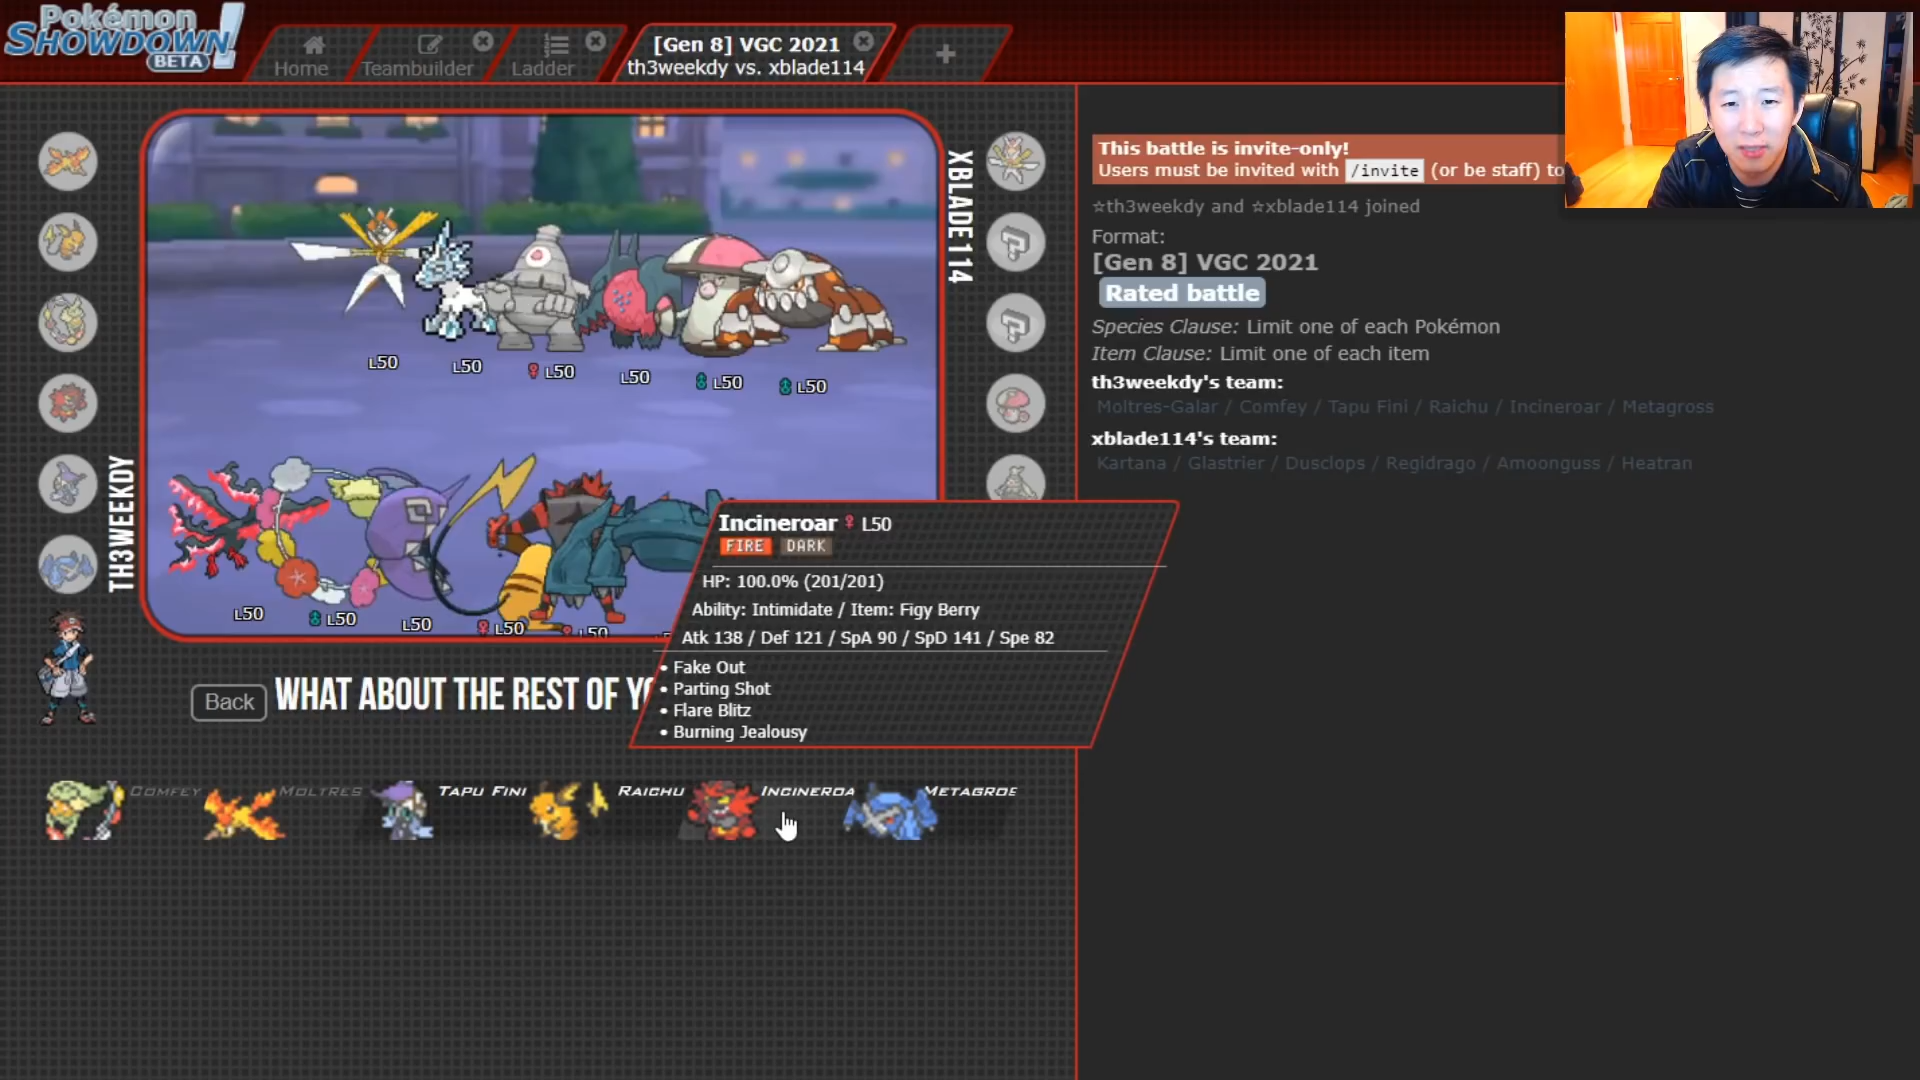 Pokémon
SHOWDOWN!
BETA
Home
Teambuilder
Ladder
[Gen 8] VGC 2021
th3weekdy vs. xblade114
XBLADE114
TH3WEEKDY
L50
L50
L50
L50
L50
L50
L50
L50
L50
L50
L50
This battle is invite-only!
Users must be invited with /invite (or be staff) to
☆th3weekdy and ☆xblade114 joined
Format:
[Gen 8] VGC 2021
Rated battle
Species Clause: Limit one of each Pokémon
Item Clause: Limit one of each item
th3weekdy's team:
Moltres-Galar / Comfey / Tapu Fini / Raichu / Incineroar / Metagross
xblade114's team:
Kartana / Glastrier / Dusclops / Regidrago / Amoonguss / Heatran
Incineroar ♀ L50
FIRE DARK
HP: 100.0% (201/201)
Ability: Intimidate / Item: Figy Berry
Atk 138 / Def 121 / SpA 90 / SpD 141 / Spe 82
• Fake Out
• Parting Shot
• Flare Blitz
• Burning Jealousy
Back WHAT ABOUT THE REST OF YO
COMFEY MOLTRES TAPU FINI RAICHU INCINEROA METAGROS